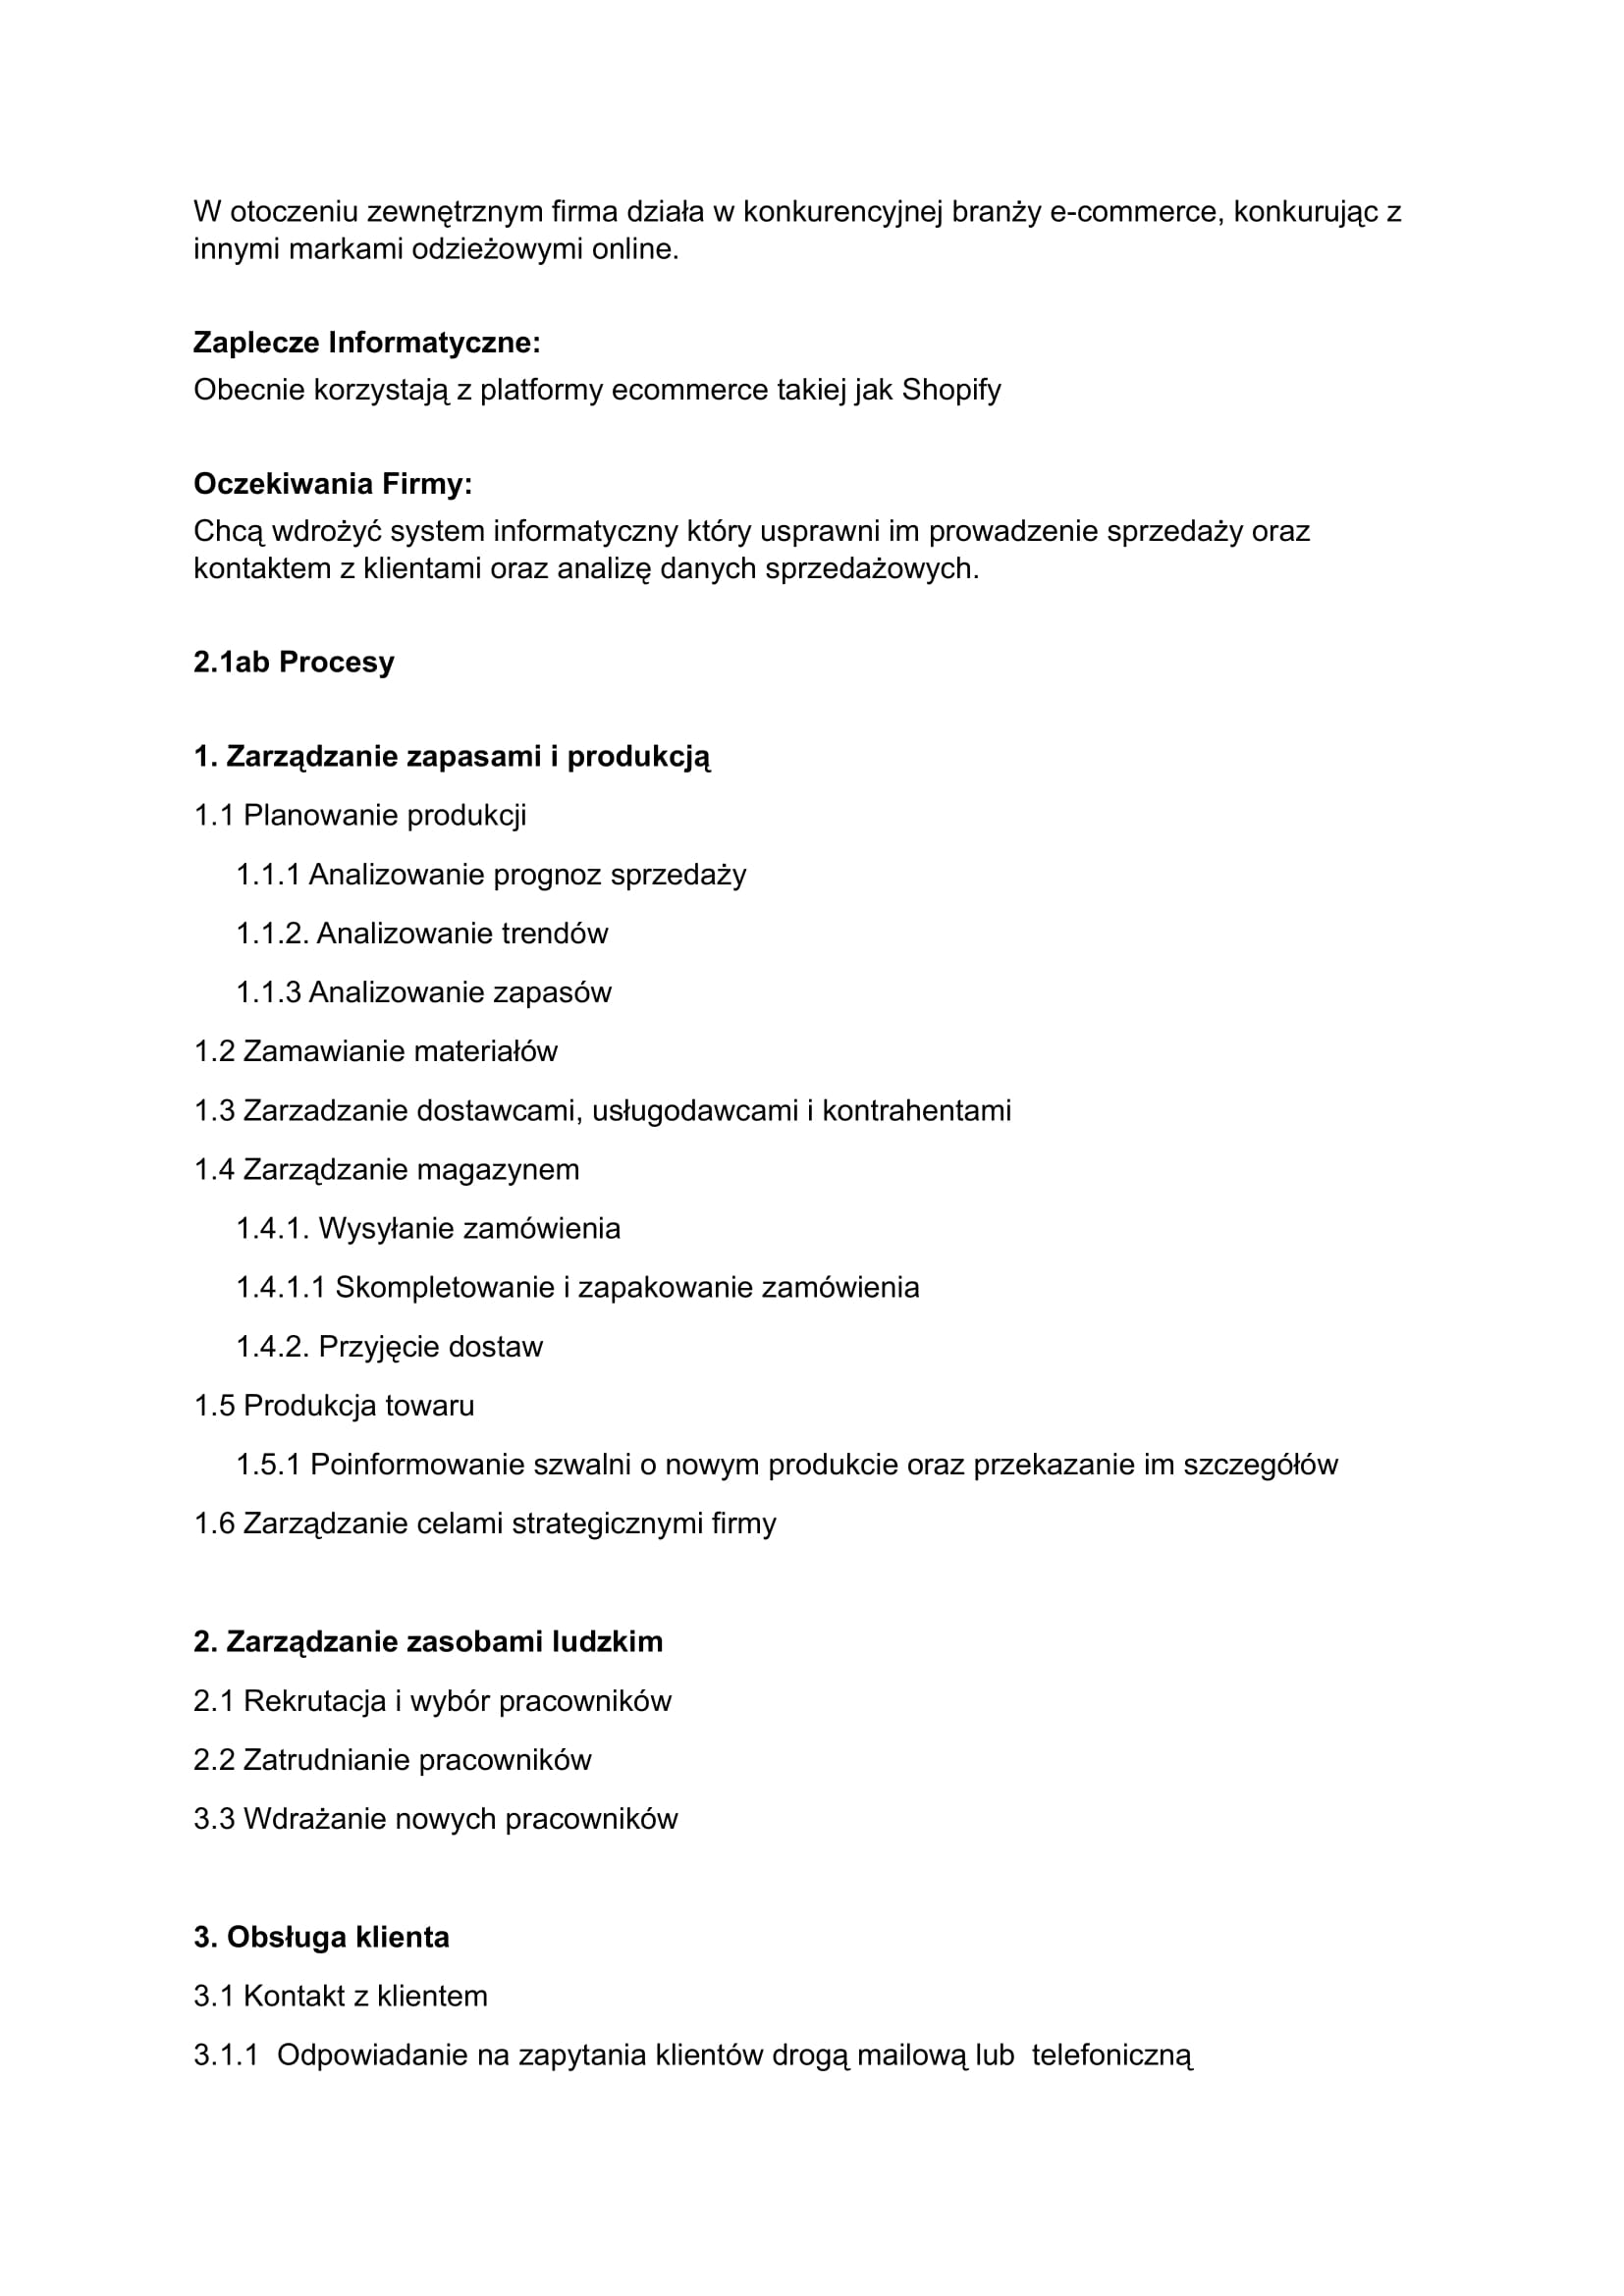 W otoczeniu zewnętrznym firma działa w konkurencyjnej branży e-commerce, konkurując z
innymi markami odzieżowymi online.
Zaplecze Informatyczne:
Obecnie korzystają z platformy ecommerce takiej jak Shopify
Oczekiwania Firmy:
Chcą wdrożyć system informatyczny który usprawni im prowadzenie sprzedaży oraz
kontaktem z klientami oraz analizę danych sprzedażowych.
2.1ab Procesy
1. Zarządzanie zapasami i produkcją
1.1 Planowanie produkcji
1.1.1 Analizowanie prognoz sprzedaży
1.1.2. Analizowanie trendów
1.1.3 Analizowanie zapasów
1.2 Zamawianie materiałów
1.3 Zarzadzanie dostawcami, usługodawcami i kontrahentami
1.4 Zarządzanie magazynem
1.4.1. Wysyłanie zamówienia
1.4.1.1 Skompletowanie i zapakowanie zamówienia
1.4.2. Przyjęcie dostaw
1.5 Produkcja towaru
1.5.1 Poinformowanie szwalni o nowym produkcie oraz przekazanie im szczegółów
1.6 Zarządzanie celami strategicznymi firmy
2. Zarządzanie zasobami ludzkim
2.1 Rekrutacja i wybór pracowników
2.2 Zatrudnianie pracowników
3.3 Wdrażanie nowych pracowników
3. Obsługa klienta
3.1 Kontakt z klientem
3.1.1 Odpowiadanie na zapytania klientów drogą mailową lub telefoniczną